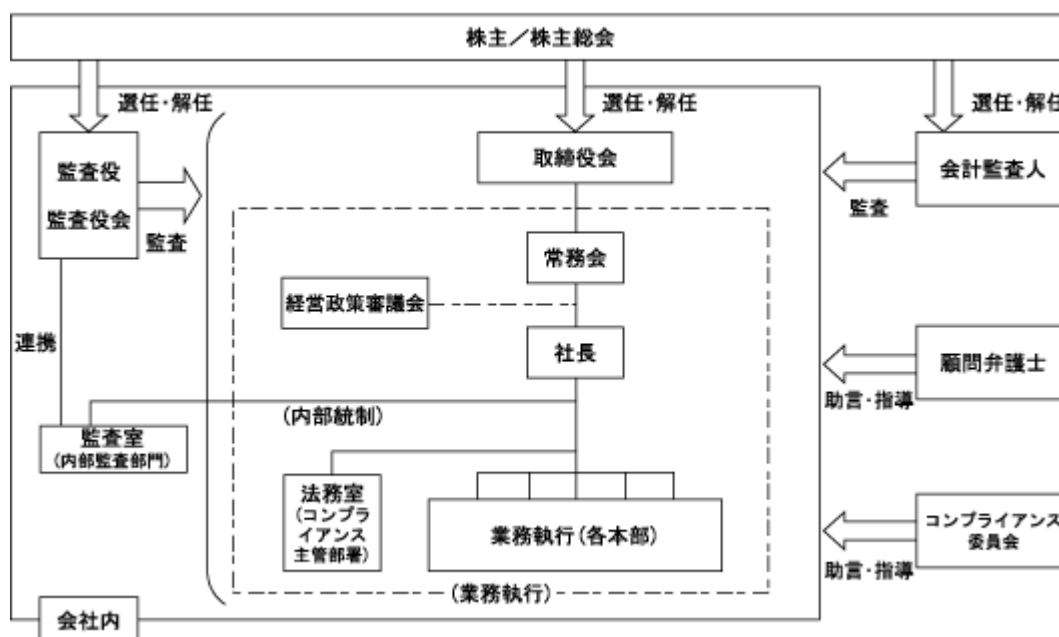 株主／株主総会
選任・解任
選任・解任
選任・解任
監査役
監査役会
監査
取締役会
会計監査人
監査
常務会
経営政策審議会
社長
連携
顧問弁護士
助言・指導
(内部統制)
監査室
(内部監査部門)
法務室
(コンプラ
イアンス
主管部署)
業務執行(各本部)
コンプライアンス
委員会
助言・指導
(業務執行)
会社内